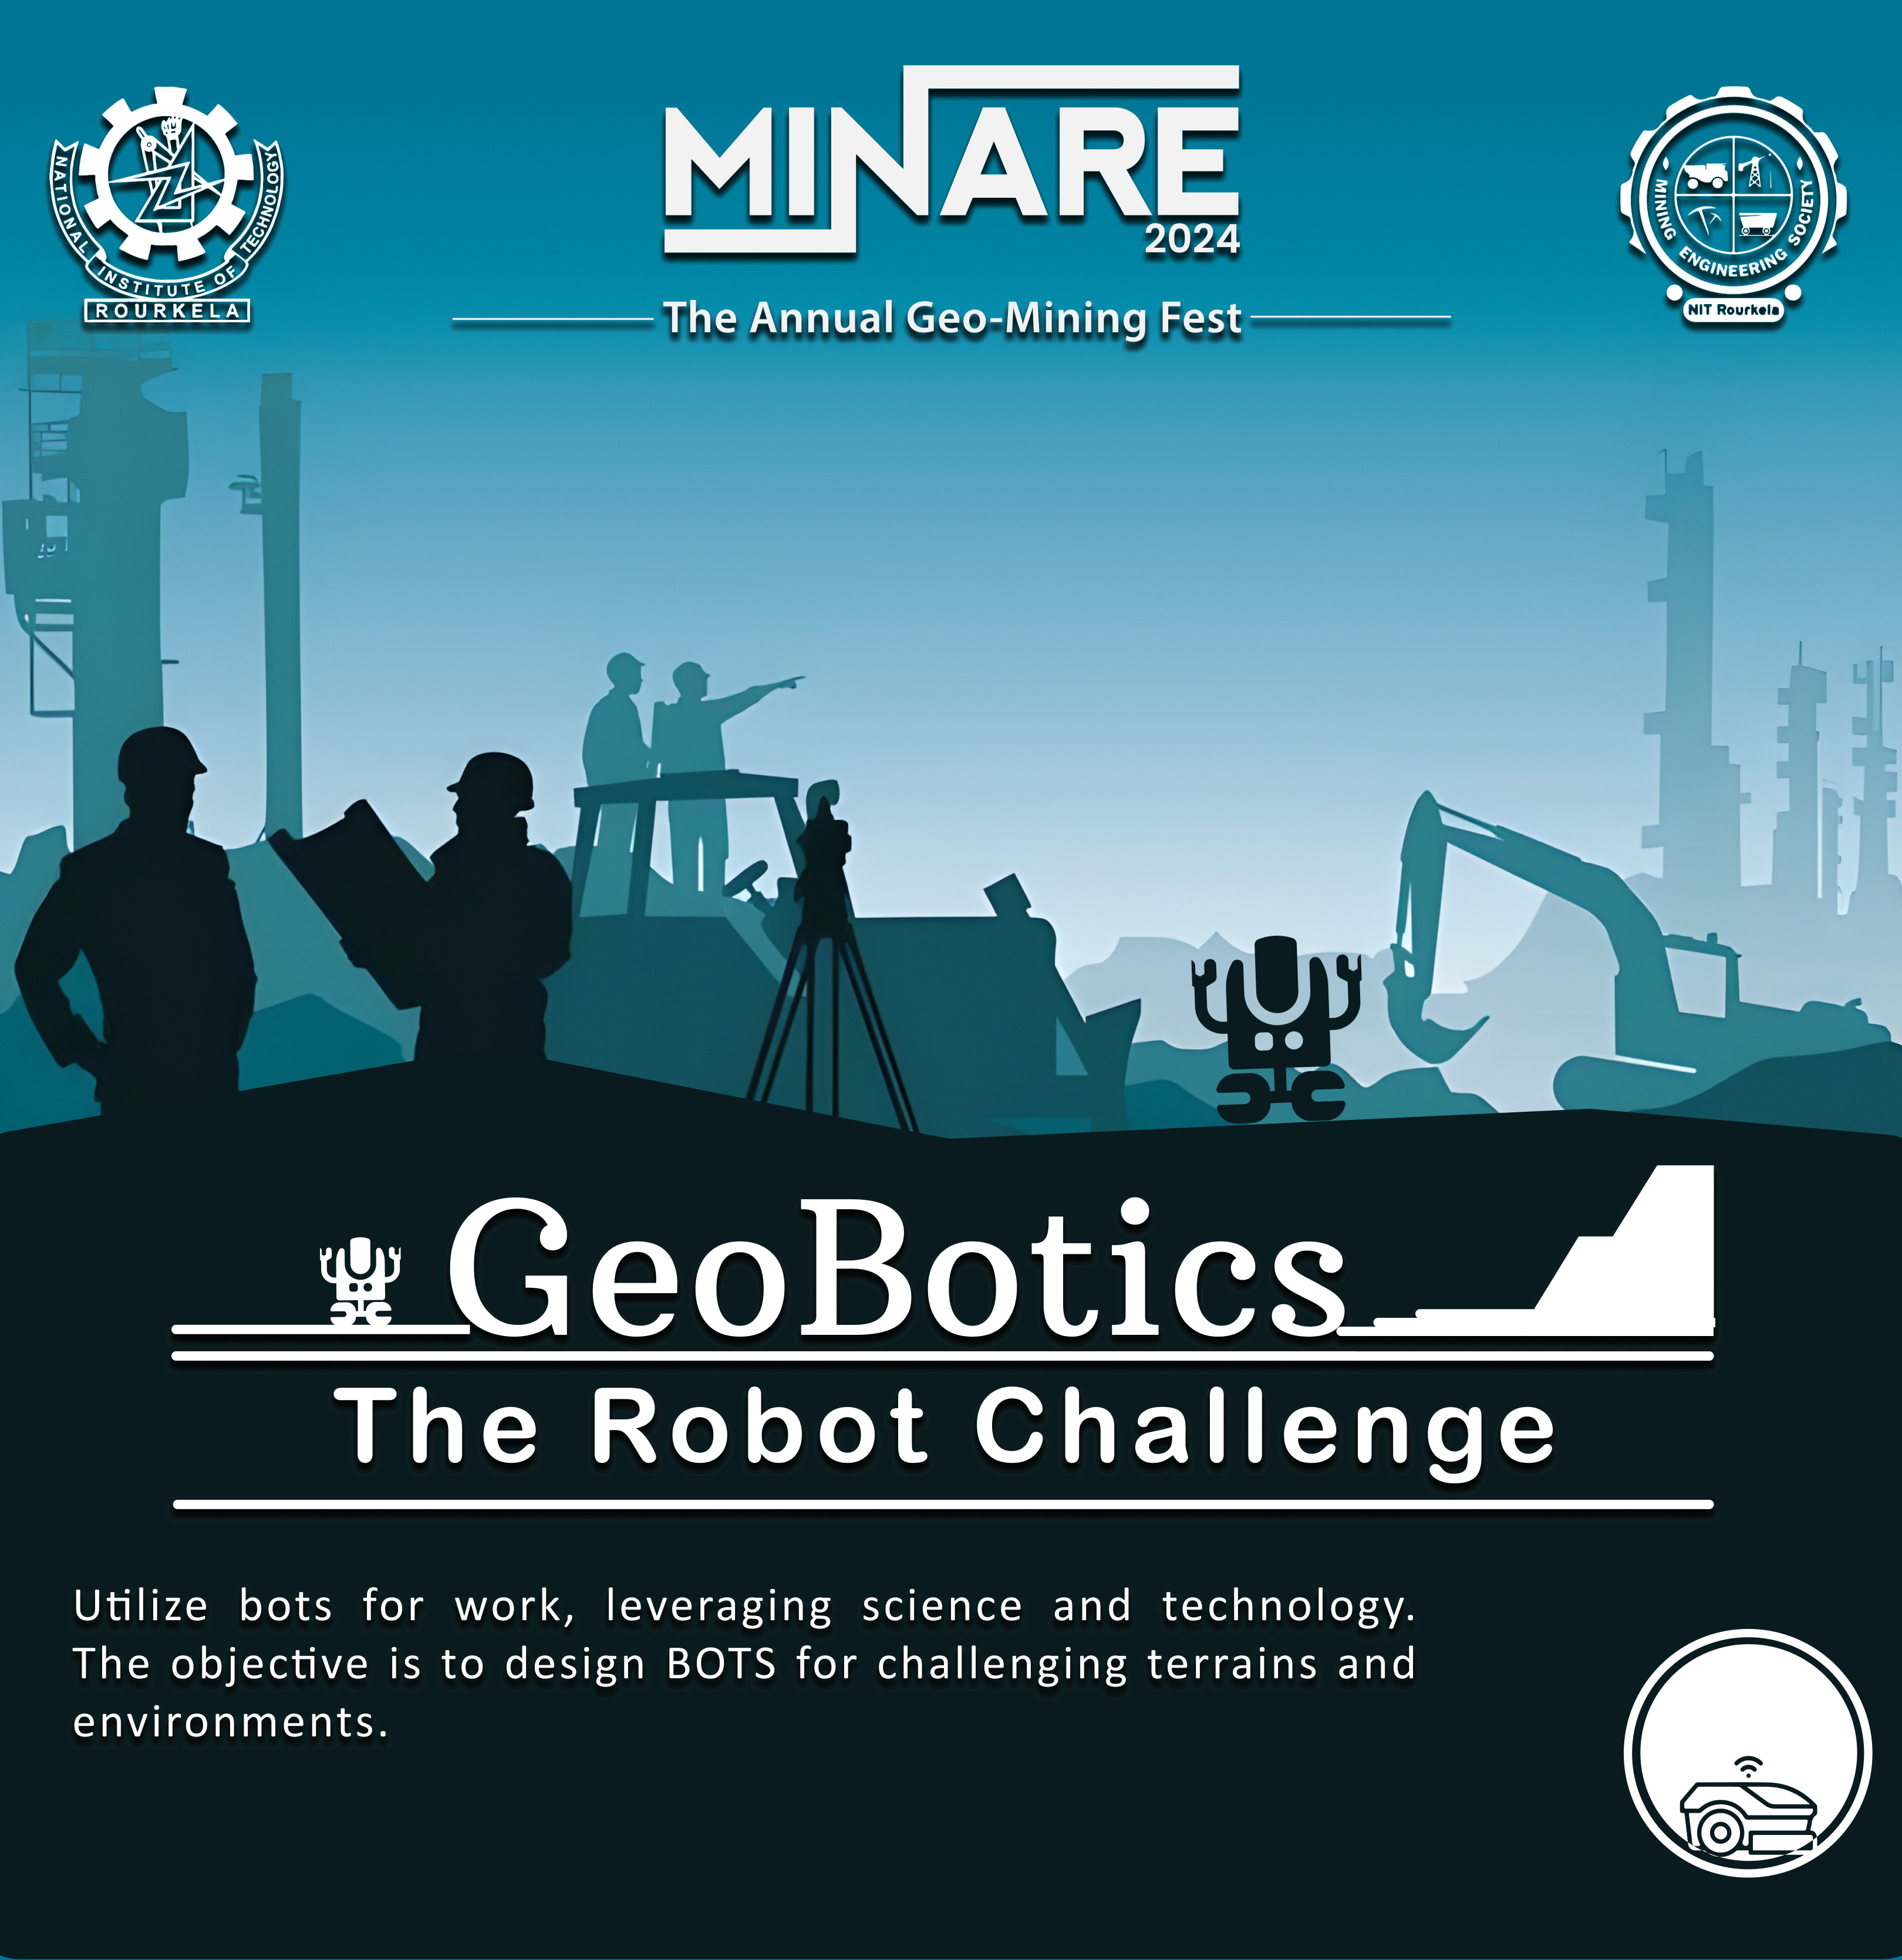 NATIONAL INSTITUTE OF TECHNOLOGY
ROURKELA
MINARE
2024
The Annual Geo-Mining Fest
MINING ENGINEERING SOCIETY
NIT Rourkela
GeoBotics
The Robot Challenge
Utilize bots for work, leveraging science and technology.
The objective is to design BOTS for challenging terrains and
environments.